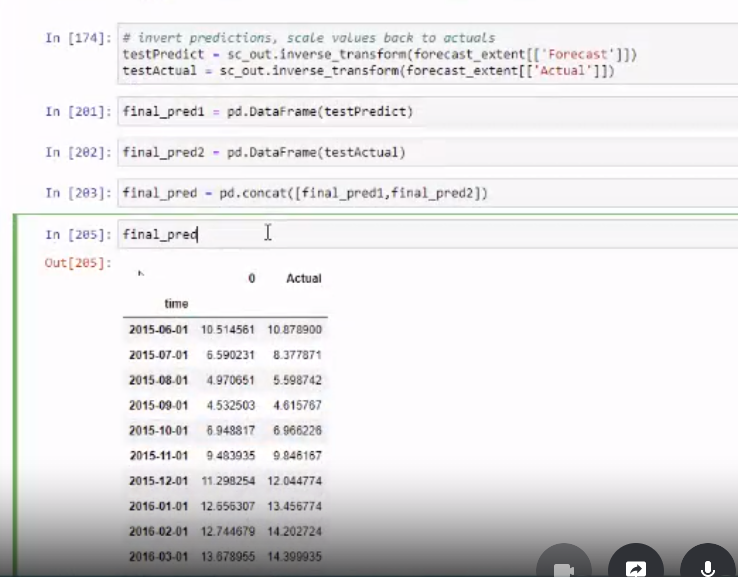 In [174]: # invert predictions, scale values back to actuals
testPredict = sc_out.inverse_transform(forecast_extent[['Forecast']])
testActual = sc_out.inverse_transform(forecast_extent[['Actual']])
In [201]: final_pred1 = pd.DataFrame(testPredict)
In [202]: final_pred2 = pd.DataFrame(testActual)
In [203]: final_pred = pd.concat([final_pred1,final_pred2])
In [205]: final_pred
Out[205]:
0 Actual
time
2015-06-01 10.514561 10.878900
2015-07-01 6.590231 8.377871
2015-08-01 4.970651 5.598742
2015-09-01 4.532503 4.615767
2015-10-01 6.948817 6.966226
2015-11-01 9.483935 9.846167
2015-12-01 11.298254 12.044774
2016-01-01 12.656307 13.456774
2016-02-01 12.744679 14.202724
2016-03-01 13.678955 14.399935